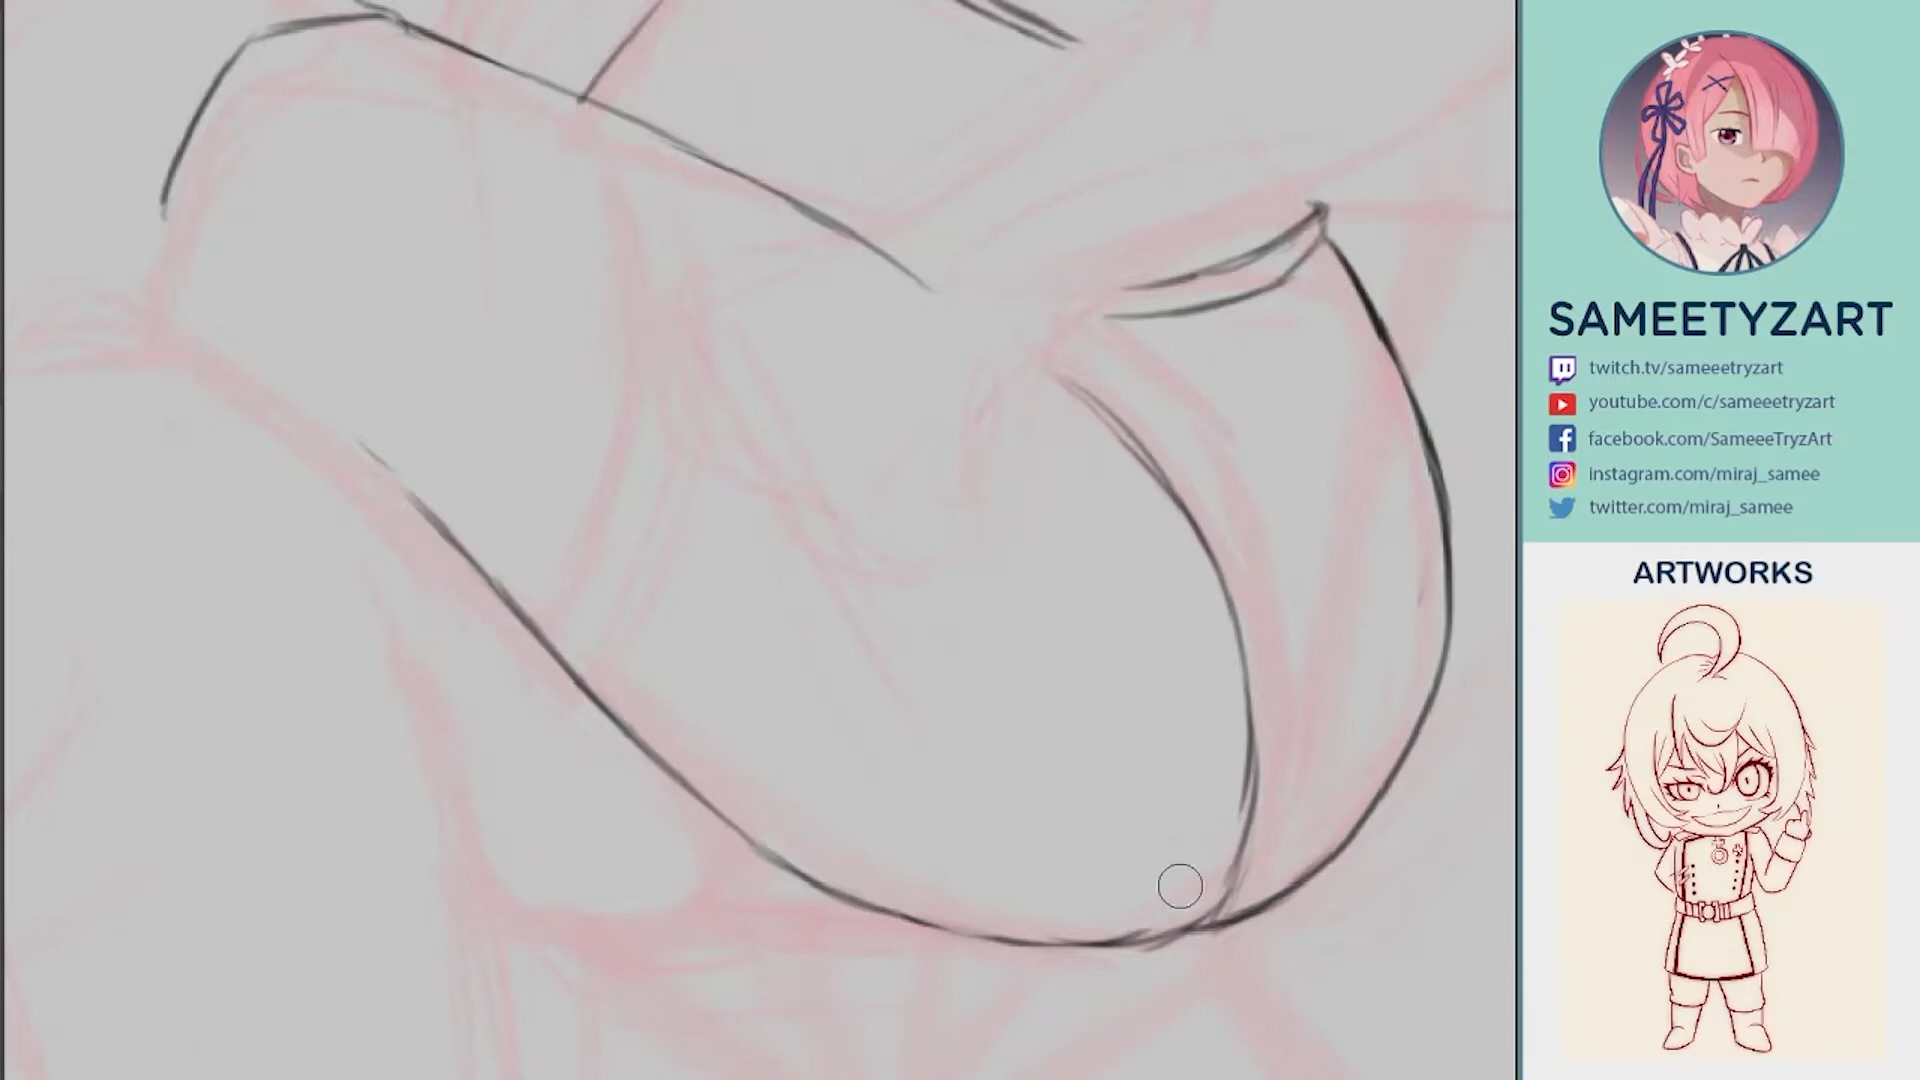 SAMEETYZART
twitch.tv/sameeetryzart
youtube.com/c/sameeetryzart
facebook.com/SameeeTryzArt
instagram.com/miraj_samee
twitter.com/miraj_samee
ARTWORKS